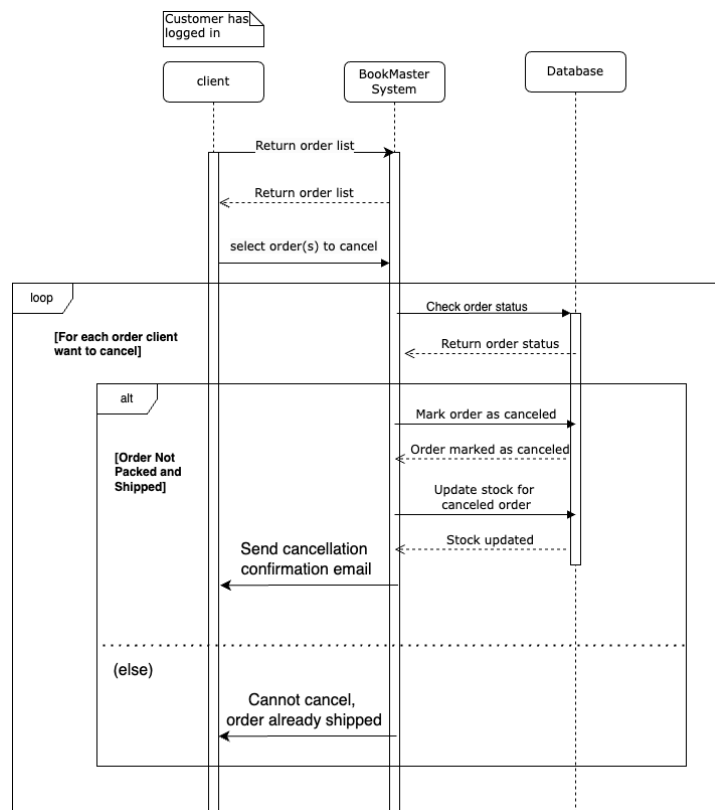 Customer has
logged in
client
BookMaster
System
Database
Return order list
Return order list
select order(s) to cancel
loop
Check order status
[For each order client
want to cancel]
Return order status
alt
Mark order as canceled
[Order Not
Packed and
Shipped]
Order marked as canceled
Update stock for
canceled order
Stock updated
Send cancellation
confirmation email
(else)
Cannot cancel,
order already shipped